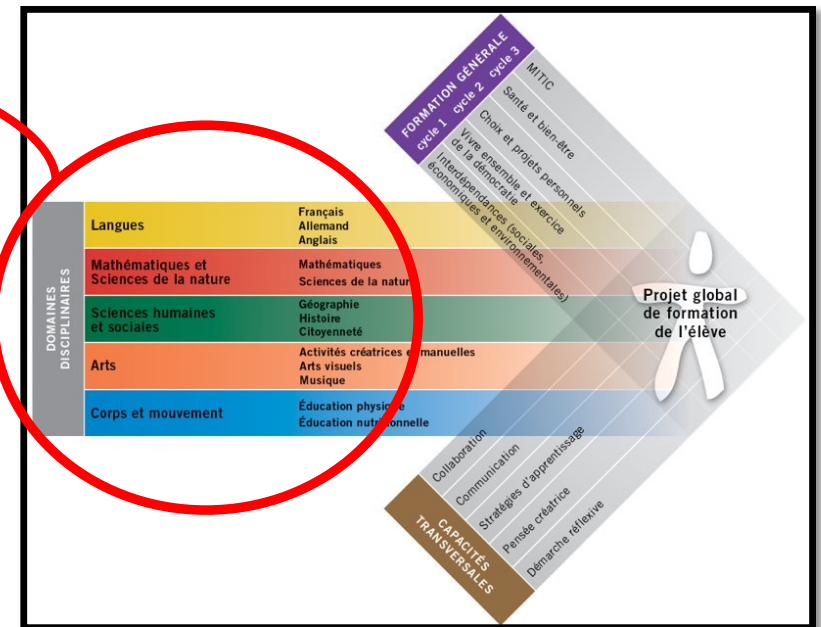 FORMATION GÉNÉRALE
cycle 1 cycle 2 cycle 3
MITIC
Santé et bien-être
Choix et projets personnels
Vivre ensemble et exercice
de la démocratie
Interdépendances (sociales,
économiques et environnementales)
DOMAINES
DISCIPLINAIRES
Langues
Français
Allemand
Anglais
Mathématiques et
Sciences de la nature
Mathématiques
Sciences de la nature
Sciences humaines
et sociales
Géographie
Histoire
Citoyenneté
Arts
Activités créatrices et manuelles
Arts visuels
Musique
Corps et mouvement
Éducation physique
Éducation nutritionnelle
Projet global
de formation
de l'élève
Collaboration
Communication
Stratégies d'apprentissage
Pensée créatrice
Démarche réflexive
CAPACITÉS
TRANSVERSALES